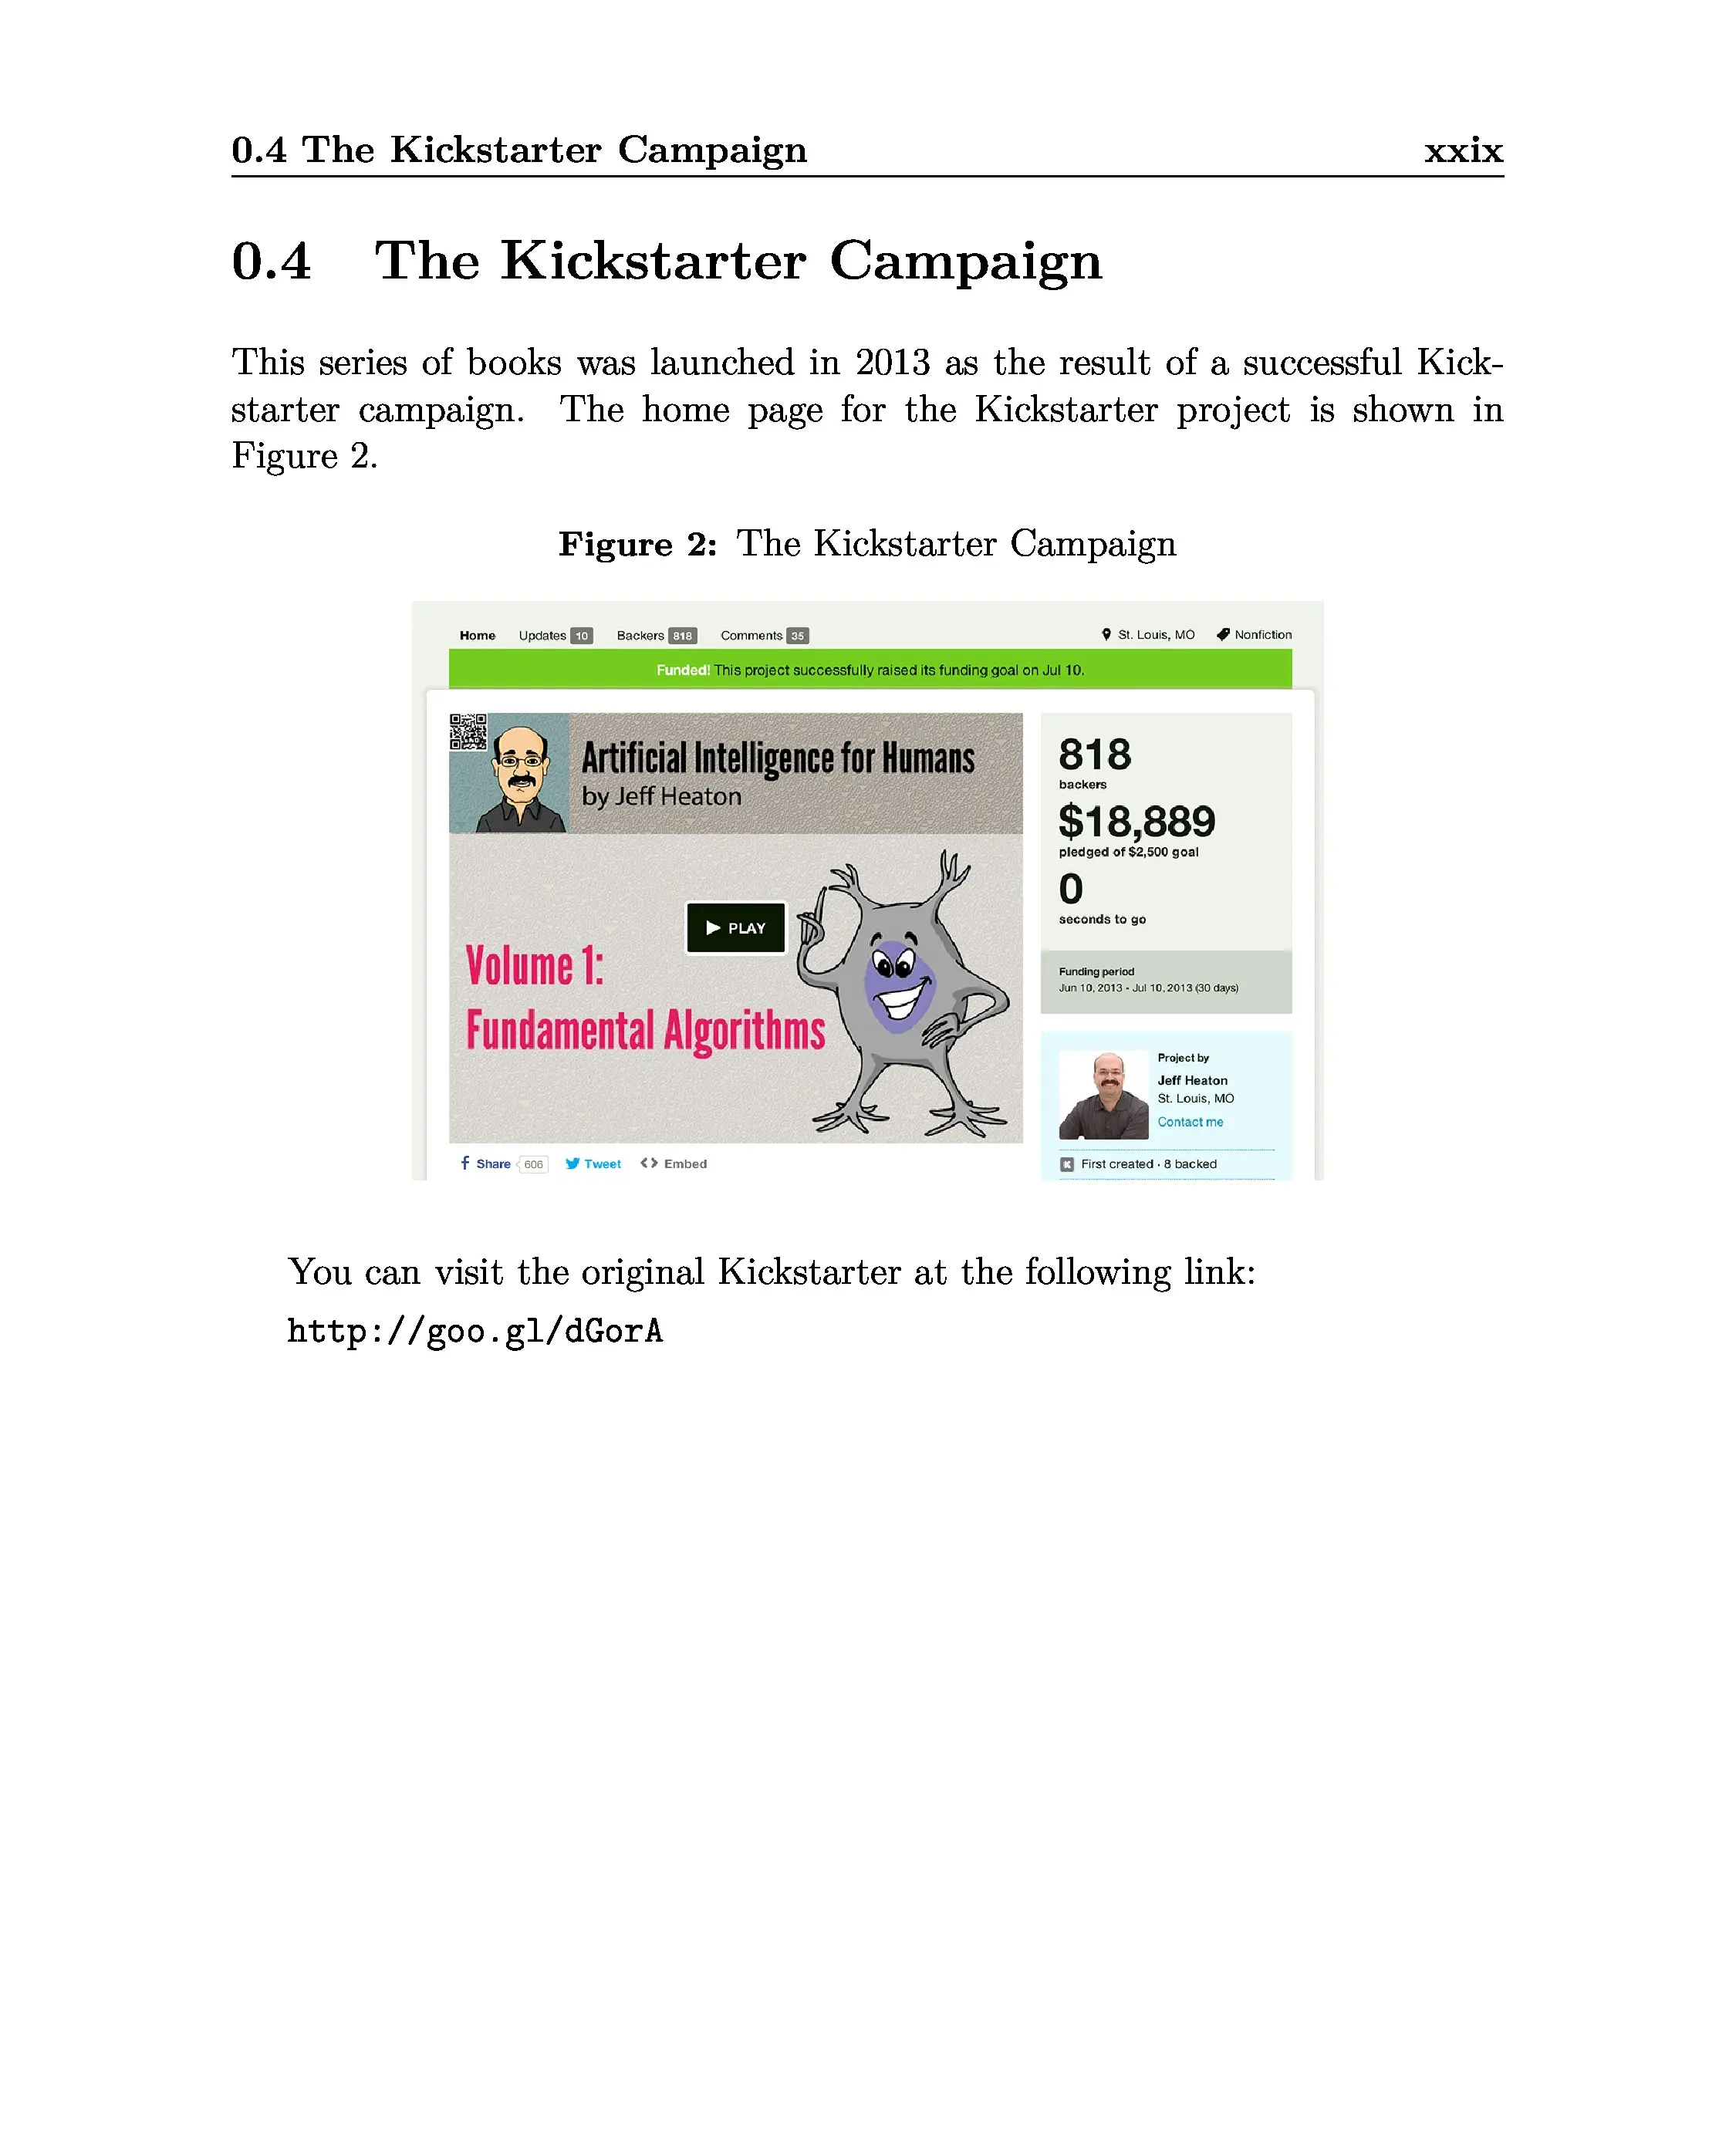 0.4 The Kickstarter Campaign xxix
0.4 The Kickstarter Campaign
This series of books was launched in 2013 as the result of a successful Kick-
starter campaign. The home page for the Kickstarter project is shown in
Figure 2.
Figure 2: The Kickstarter Campaign
Home Updates 10 Backers 818 Comments 35 St. Louis, MO Nonfiction
Funded! This project successfully raised its funding goal on Jul 10.
Artificial Intelligence for Humans
by Jeff Heaton
PLAY
Volume 1:
Fundamental Algorithms
Share 606 Tweet Embed
818
backers
$18,889
pledged of $2,500 goal
0
seconds to go
Funding period
Jun 10, 2013 - Jul 10, 2013 (30 days)
Project by
Jeff Heaton
St. Louis, MO
Contact me
First created · 8 backed
You can visit the original Kickstarter at the following link:
http://goo.gl/dGorA